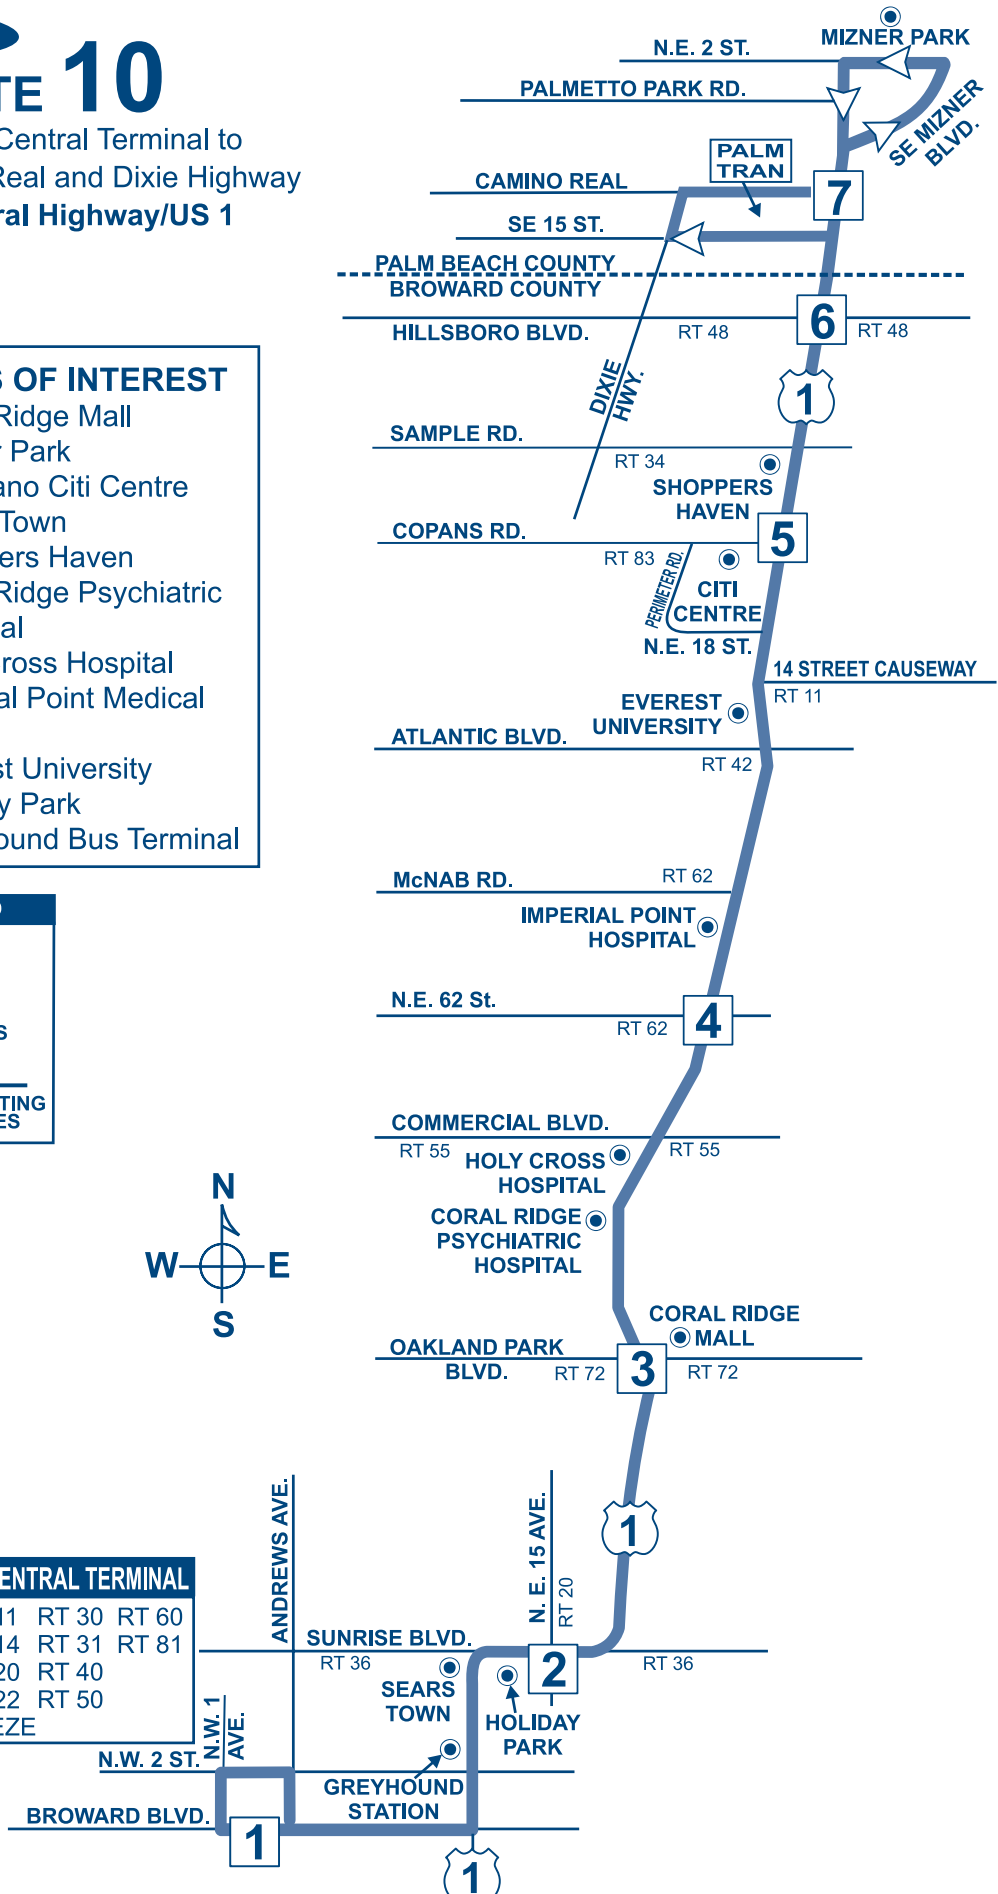 TE 10
Central Terminal to
Real and Dixie Highway
ral Highway/US 1
S OF INTEREST
Ridge Mall
r Park
ano Citi Centre
Town
ers Haven
Ridge Psychiatric
al
ross Hospital
al Point Medical
st University
y Park
ound Bus Terminal
S
TING
ES
N
W E
S
ENTRAL TERMINAL
11 RT 30 RT 60
14 RT 31 RT 81
20 RT 40
22 RT 50
EZE
MIZNER PARK
N.E. 2 ST.
PALMETTO PARK RD.
SE MIZNER
BLVD.
PALM
TRAN
CAMINO REAL
7
SE 15 ST.
PALM BEACH COUNTY
BROWARD COUNTY
6
HILLSBORO BLVD.
RT 48
RT 48
DIXIE
HWY.
1
SAMPLE RD.
RT 34
SHOPPERS
HAVEN
COPANS RD.
5
RT 83
PERIMETER RD.
CITI
CENTRE
N.E. 18 ST.
14 STREET CAUSEWAY
RT 11
EVEREST
UNIVERSITY
ATLANTIC BLVD.
RT 42
McNAB RD.
RT 62
IMPERIAL POINT
HOSPITAL
N.E. 62 St.
RT 62
4
COMMERCIAL BLVD.
RT 55
RT 55
HOLY CROSS
HOSPITAL
CORAL RIDGE
PSYCHIATRIC
HOSPITAL
CORAL RIDGE
MALL
OAKLAND PARK
BLVD.
RT 72
3
RT 72
ANDREWS AVE.
N. E. 15 AVE.
RT 20
1
SUNRISE BLVD.
RT 36
2
RT 36
SEARS
TOWN
HOLIDAY
PARK
N.W. 1
AVE.
N.W. 2 ST.
GREYHOUND
STATION
BROWARD BLVD.
1
1